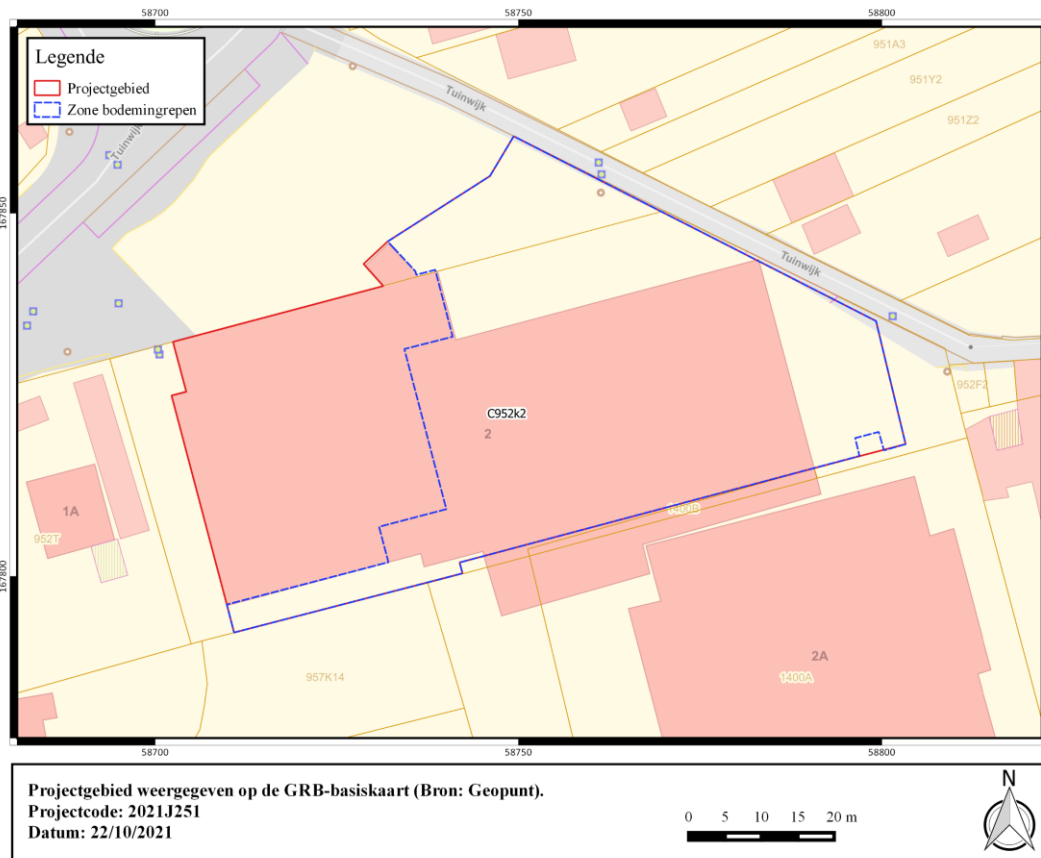 58700 58750 58800
Legende
Projectgebied
Zone bodemingrepen
Tuinwijk
Tuinwijk
951A3
951Y2
951Z2
167850
167850
Tuinwijk
952F2
C952k2
2
1A
952T
1400B
167800
167800
2A
957K14
1400A
58700 58750 58800
Projectgebied weergegeven op de GRB-basiskaart (Bron: Geopunt).
Projectcode: 2021J251
Datum: 22/10/2021
0 5 10 15 20 m
N